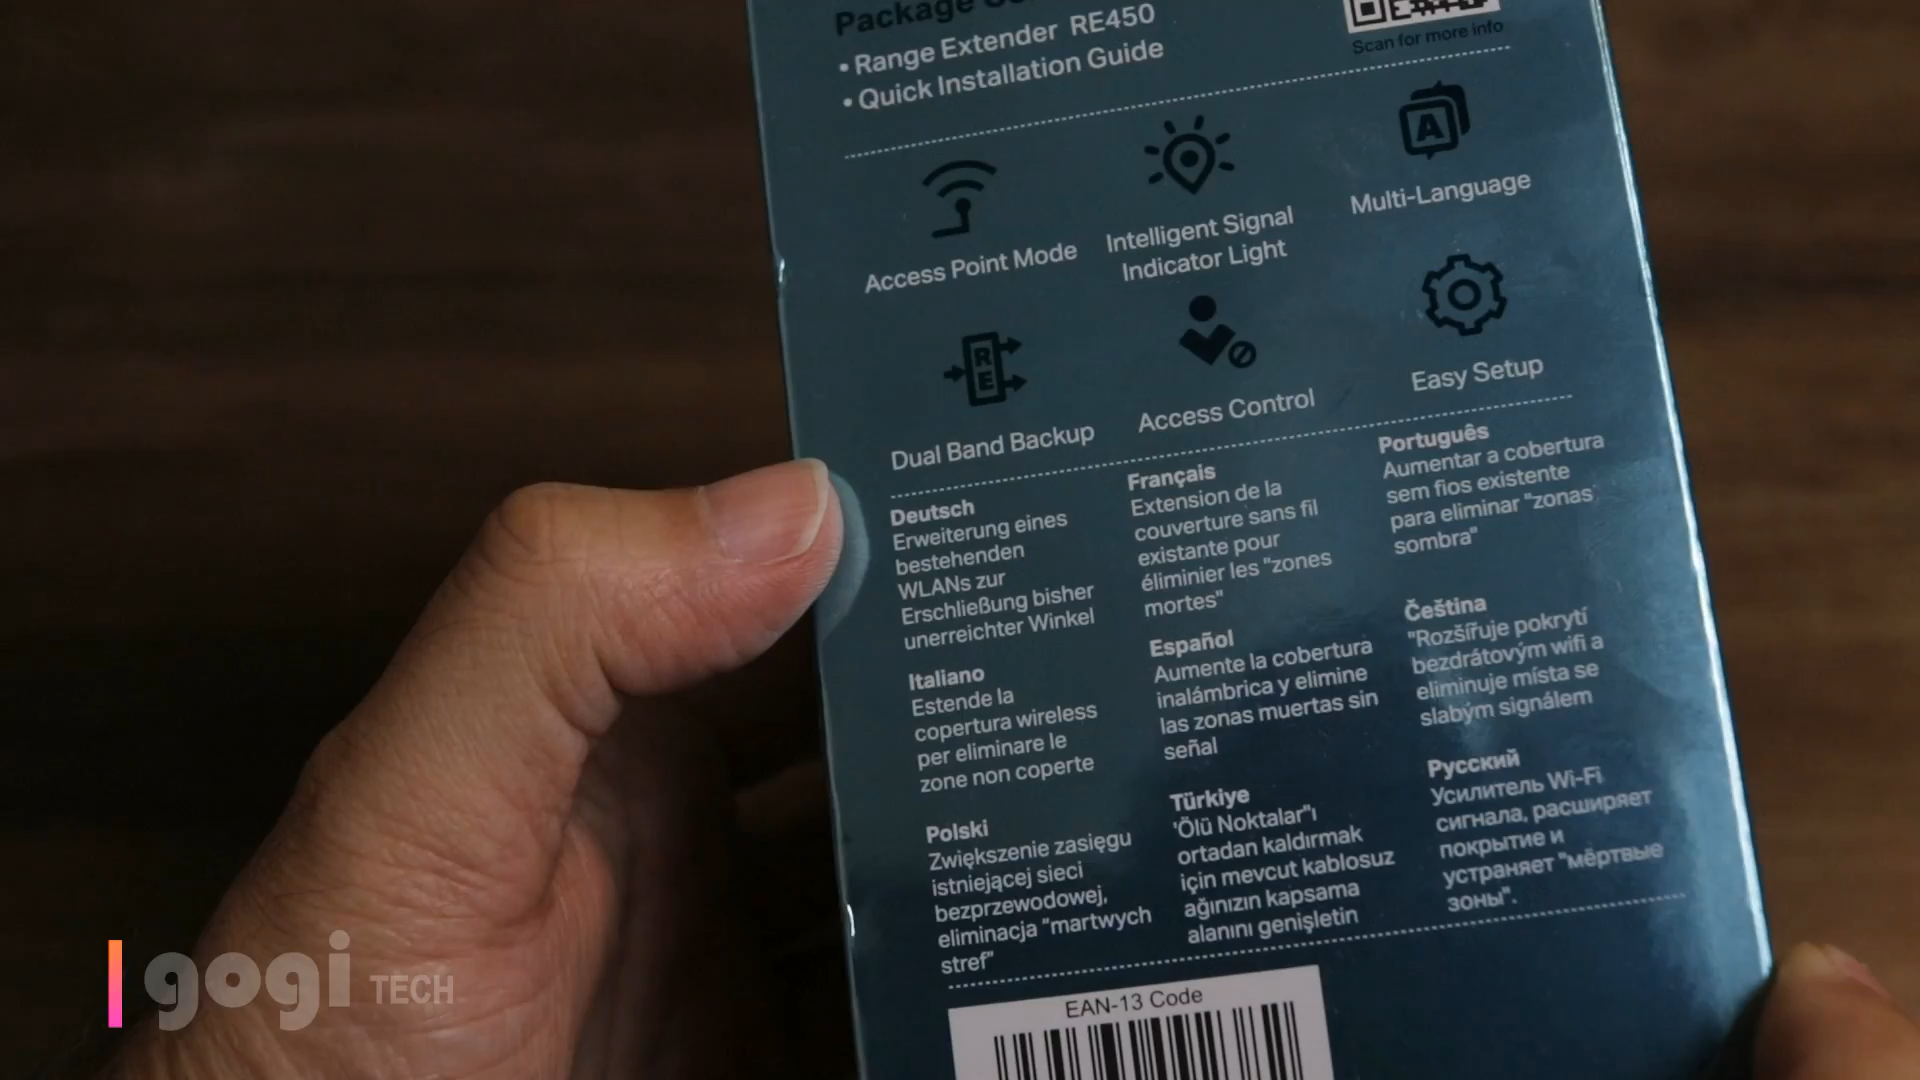 Package
• Range Extender RE450
• Quick Installation Guide
Scan for more info
Access Point Mode
Intelligent Signal
Indicator Light
A
Multi-Language
RE
Dual Band Backup
Access Control
Easy Setup
Deutsch
Erweiterung eines
bestehenden
WLANs zur
Erschließung bisher
unerreichter Winkel
Français
Extension de la
couverture sans fil
existante pour
éliminier les "zones
mortes"
Português
Aumentar a cobertura
sem fios existente
para eliminar "zonas
sombra"
Italiano
Estende la
copertura wireless
per eliminare le
zone non coperte
Español
Aumente la cobertura
inalámbrica y elimine
las zonas muertas sin
señal
Čeština
"Rozšířuje pokrytí
bezdrátovým wifi a
eliminuje místa se
slabým signálem
Polski
Zwiększenie zasięgu
istniejącej sieci
bezprzewodowej,
eliminacja "martwych
stref"
Türkiye
'Ölü Noktalar"ı
ortadan kaldırmak
için mevcut kablosuz
ağınızın kapsama
alanını genişletin
Русский
Усилитель Wi-Fi
сигнала, расширяет
покрытие и
устраняет "мёртвые
зоны".
EAN-13 Code
gogi TECH